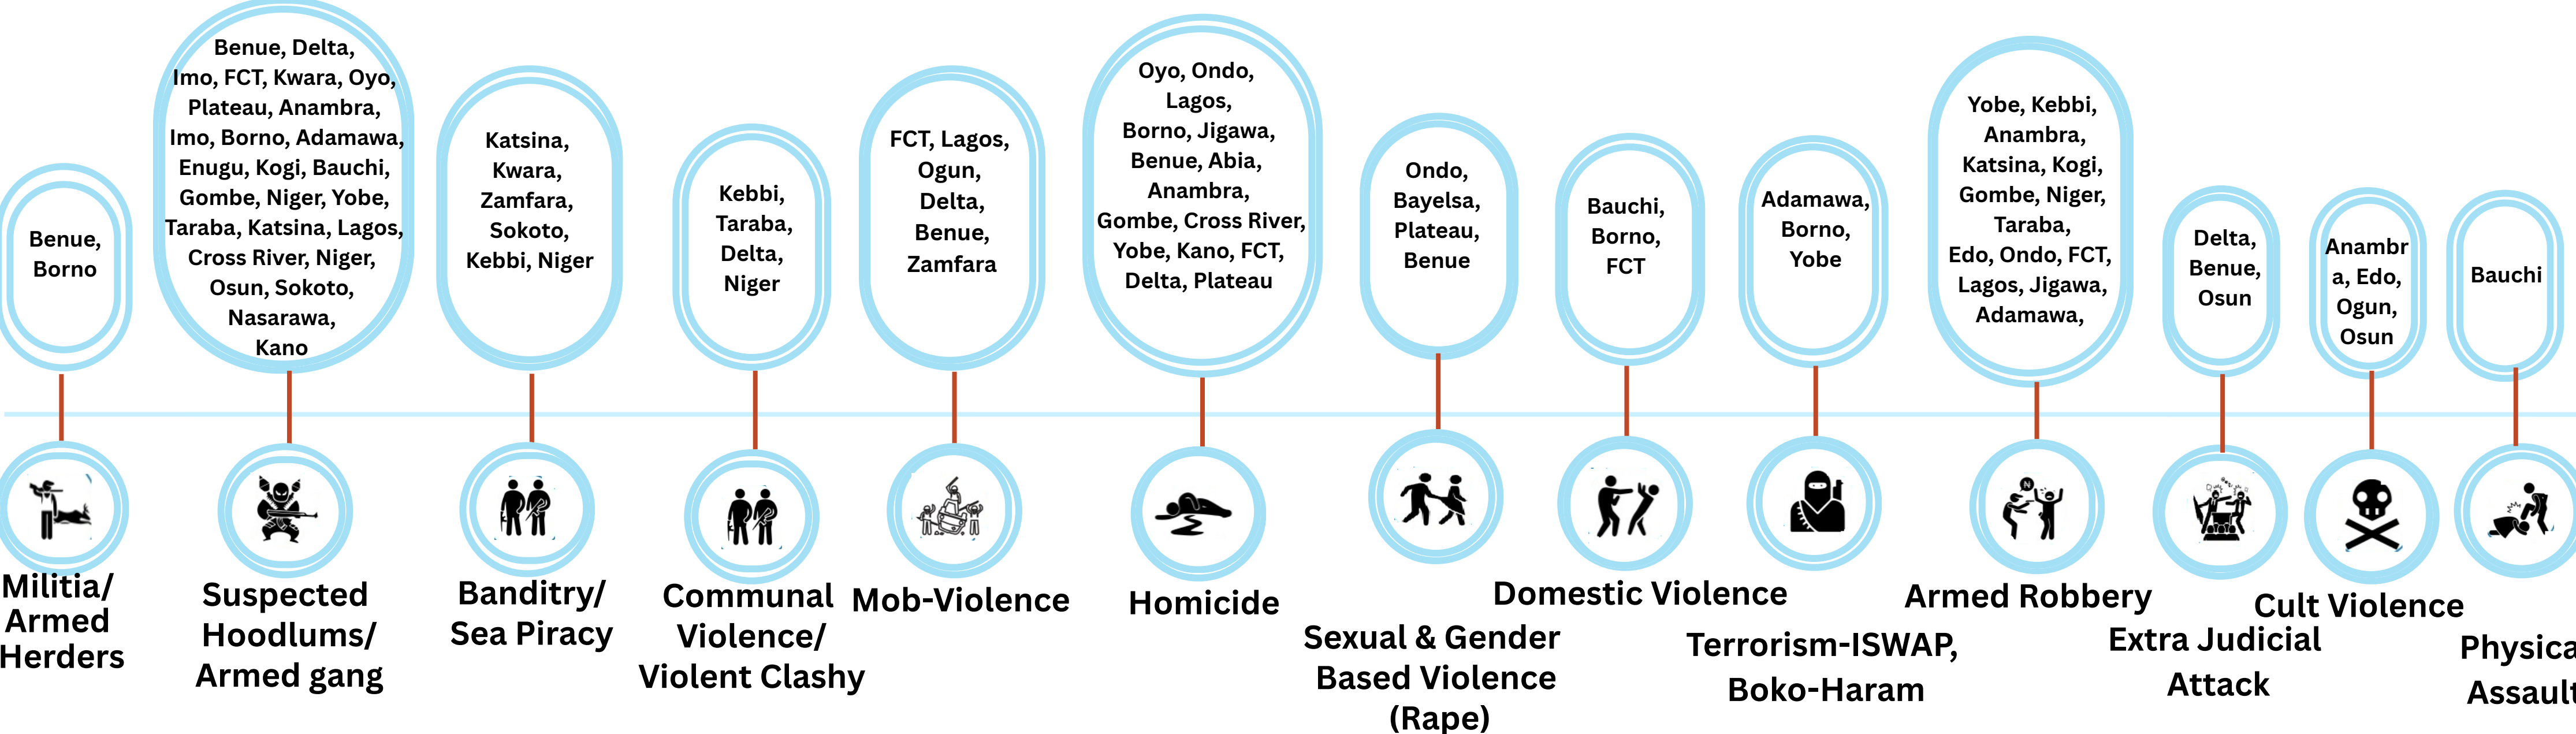 Benue,
Borno
Benue, Delta,
Imo, FCT, Kwara, Oyo,
Plateau, Anambra,
Imo, Borno, Adamawa,
Enugu, Kogi, Bauchi,
Gombe, Niger, Yobe,
Taraba, Katsina, Lagos,
Cross River, Niger,
Osun, Sokoto,
Nasarawa,
Kano
Katsina,
Kwara,
Zamfara,
Sokoto,
Kebbi, Niger
Kebbi,
Taraba,
Delta,
Niger
FCT, Lagos,
Ogun,
Delta,
Benue,
Zamfara
Oyo, Ondo,
Lagos,
Borno, Jigawa,
Benue, Abia,
Anambra,
Gombe, Cross River,
Yobe, Kano, FCT,
Delta, Plateau
Ondo,
Bayelsa,
Plateau,
Benue
Bauchi,
Borno,
FCT
Adamawa,
Borno,
Yobe
Yobe, Kebbi,
Anambra,
Katsina, Kogi,
Gombe, Niger,
Taraba,
Edo, Ondo, FCT,
Lagos, Jigawa,
Adamawa,
Delta,
Benue,
Osun
Anambr
a, Edo,
Ogun,
Osun
Bauchi
N
Militia/
Armed
Herders
Suspected
Hoodlums/
Armed gang
Banditry/
Sea Piracy
Communal
Violence/
Violent Clashy
Mob-Violence
Homicide
Sexual & Gender
Based Violence
(Rape)
Domestic Violence
Terrorism-ISWAP,
Boko-Haram
Armed Robbery
Extra Judicial
Attack
Cult Violence
Physica
Assault